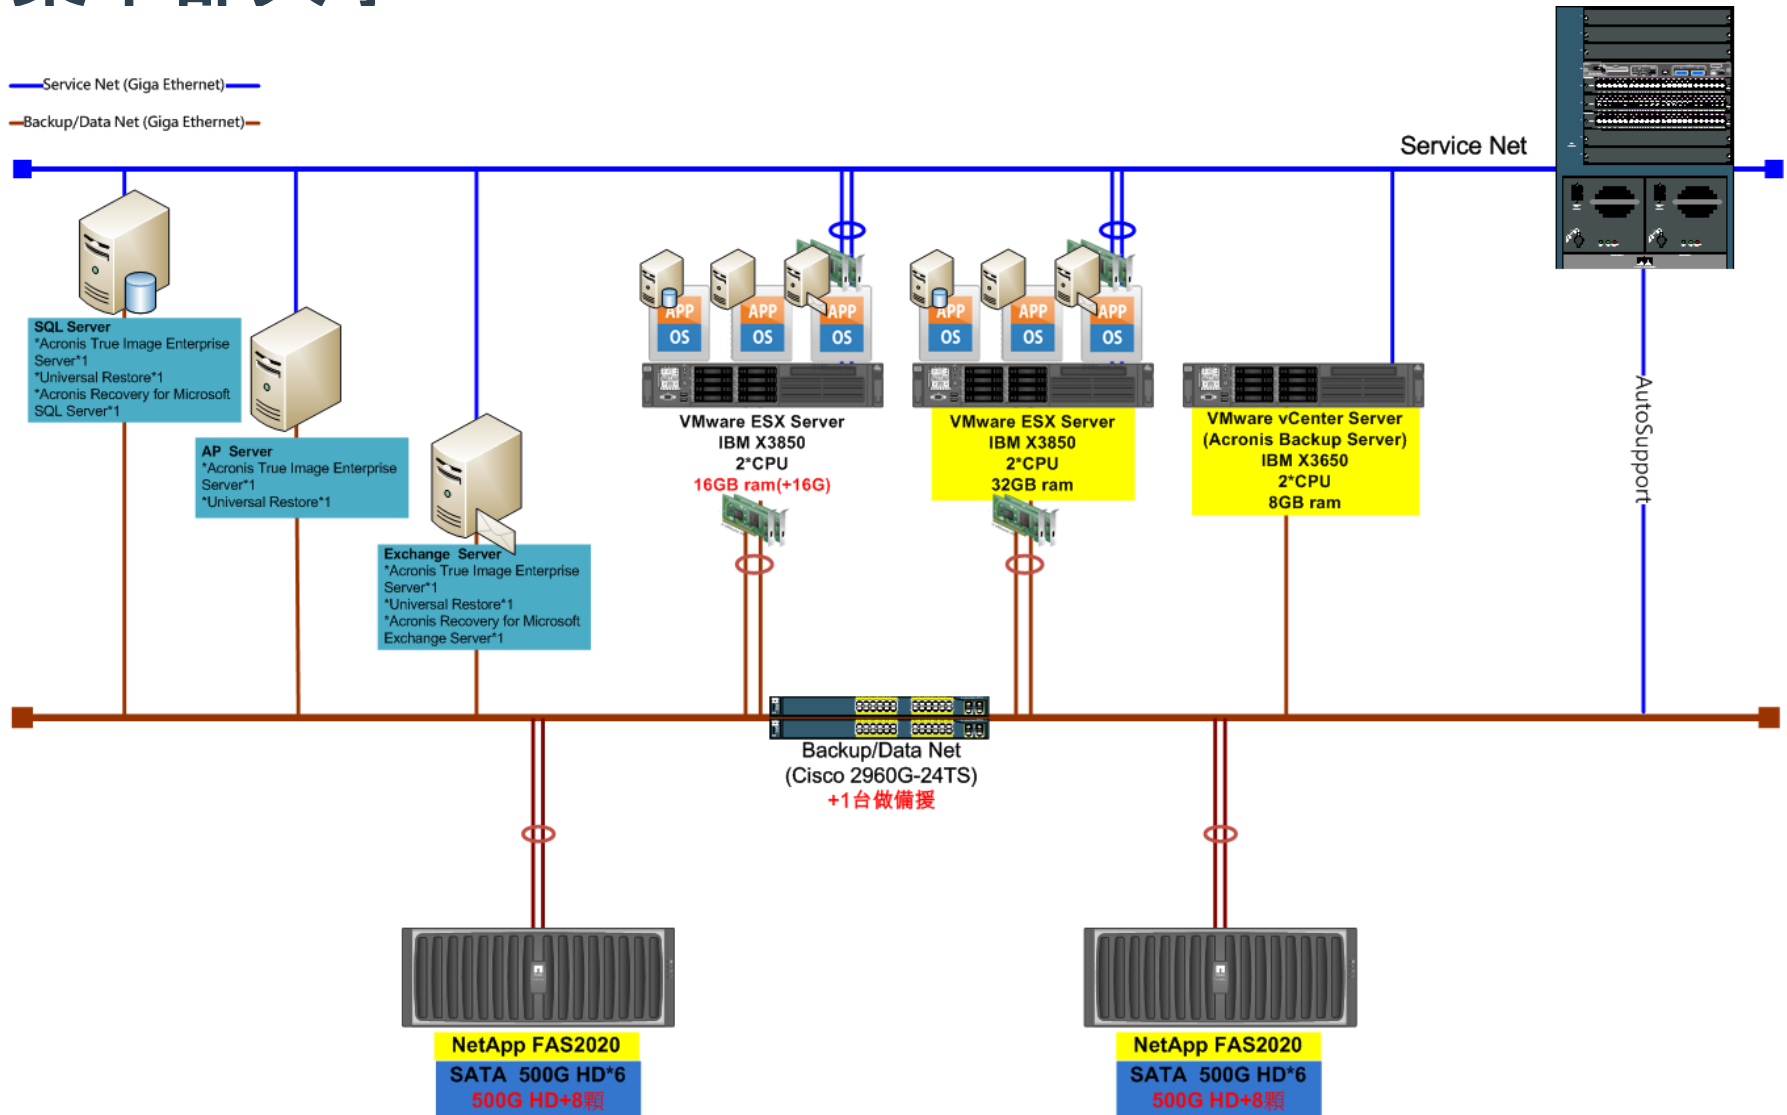 Service Net (Giga Ethernet)
Backup/Data Net (Giga Ethernet)
Service Net
SQL Server
*Acronis True Image Enterprise
Server*1
*Universal Restore*1
*Acronis Recovery for Microsoft
SQL Server*1
AP  Server
*Acronis True Image Enterprise
Server*1
*Universal Restore*1
Exchange  Server
*Acronis True Image Enterprise
Server*1
*Universal Restore*1
*Acronis Recovery for Microsoft
Exchange Server*1
APP
OS
APP
OS
APP
OS
VMware ESX Server
IBM X3850
2*CPU
16GB ram(+16G)
APP
OS
APP
OS
APP
OS
VMware ESX Server
IBM X3850
2*CPU
32GB ram
VMware vCenter Server
(Acronis Backup Server)
IBM X3650
2*CPU
8GB ram
AutoSupport
Backup/Data Net
(Cisco 2960G-24TS)
+1台做備援
NetApp FAS2020
SATA  500G HD*6
500G HD+8顆
NetApp FAS2020
SATA  500G HD*6
500G HD+8顆